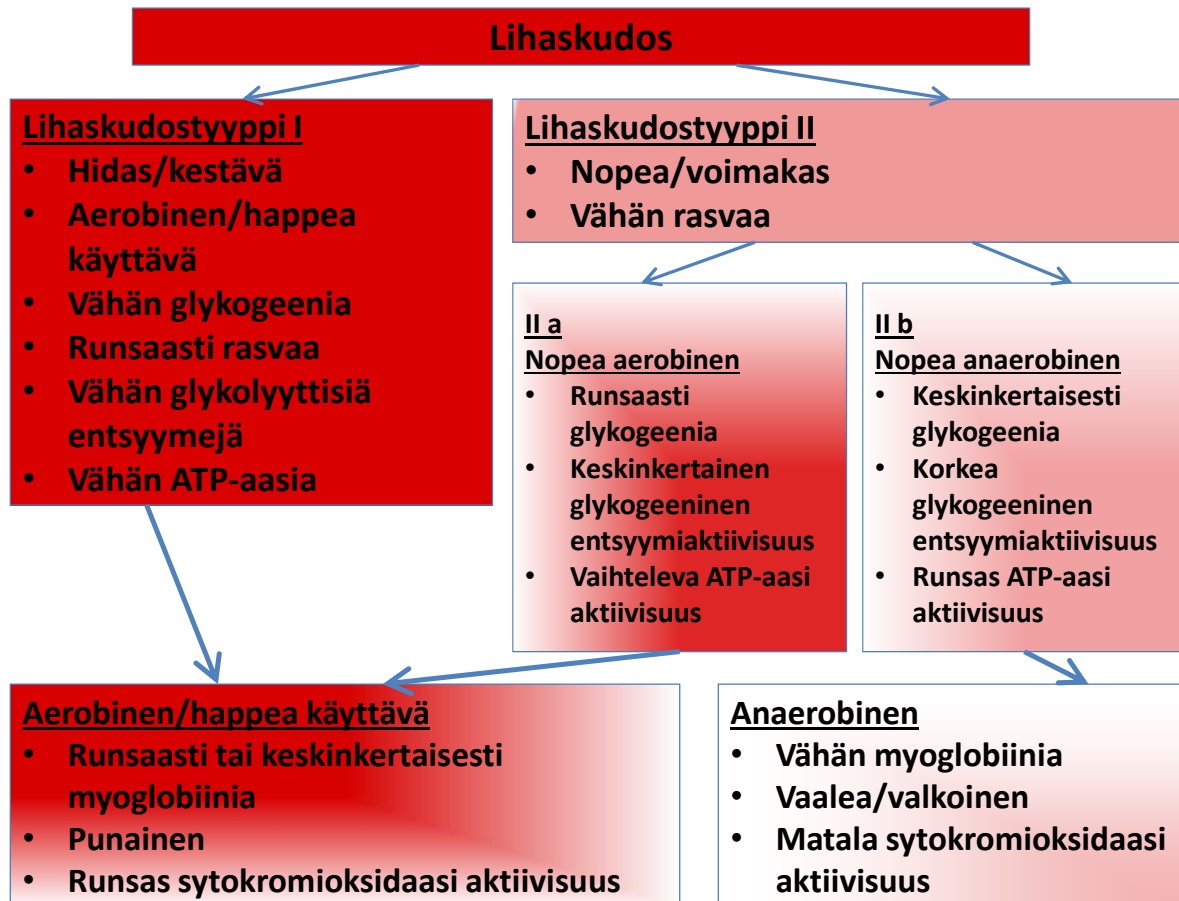 Lihaskudos
Lihaskudostyyppi I
• Hidas/kestävä
• Aerobinen/happea
käyttävä
• Vähän glykogeenia
• Runsaasti rasvaa
• Vähän glykolyyttisiä
entsyymejä
• Vähän ATP-aasia
Lihaskudostyyppi II
• Nopea/voimakas
• Vähän rasvaa
II a
Nopea aerobinen
• Runsaasti
glykogeenia
• Keskinkertainen
glykogeeninen
entsyymiaktiivisuus
• Vaihteleva ATP-aasi
aktiivisuus
II b
Nopea anaerobinen
• Keskinkertaisesti
glykogeenia
• Korkea
glykogeeninen
entsyymiaktiivisuus
• Runsas ATP-aasi
aktiivisuus
Aerobinen/happea käyttävä
• Runsaasti tai keskinkertaisesti
myoglobiinia
• Punainen
• Runsas sytokromioksidaasi aktiivisuus
Anaerobinen
• Vähän myoglobiinia
• Vaalea/valkoinen
• Matala sytokromioksidaasi
aktiivisuus